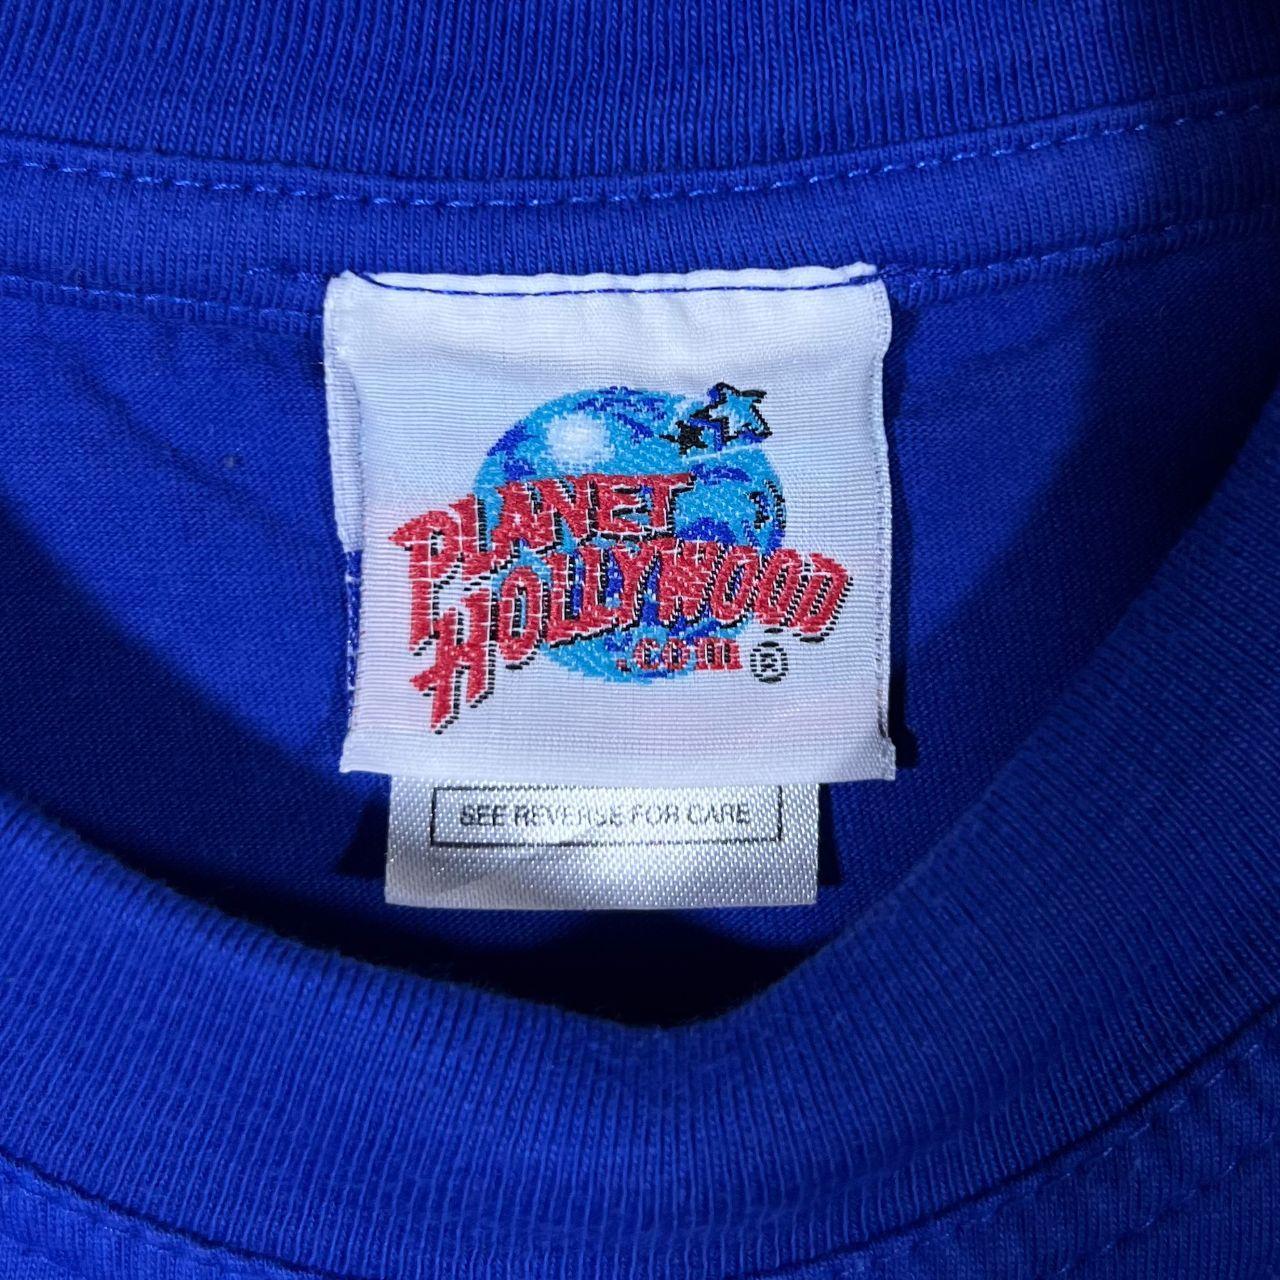 PLANET
HOLLYWOOD
.com ®
SEE REVERSE FOR CARE